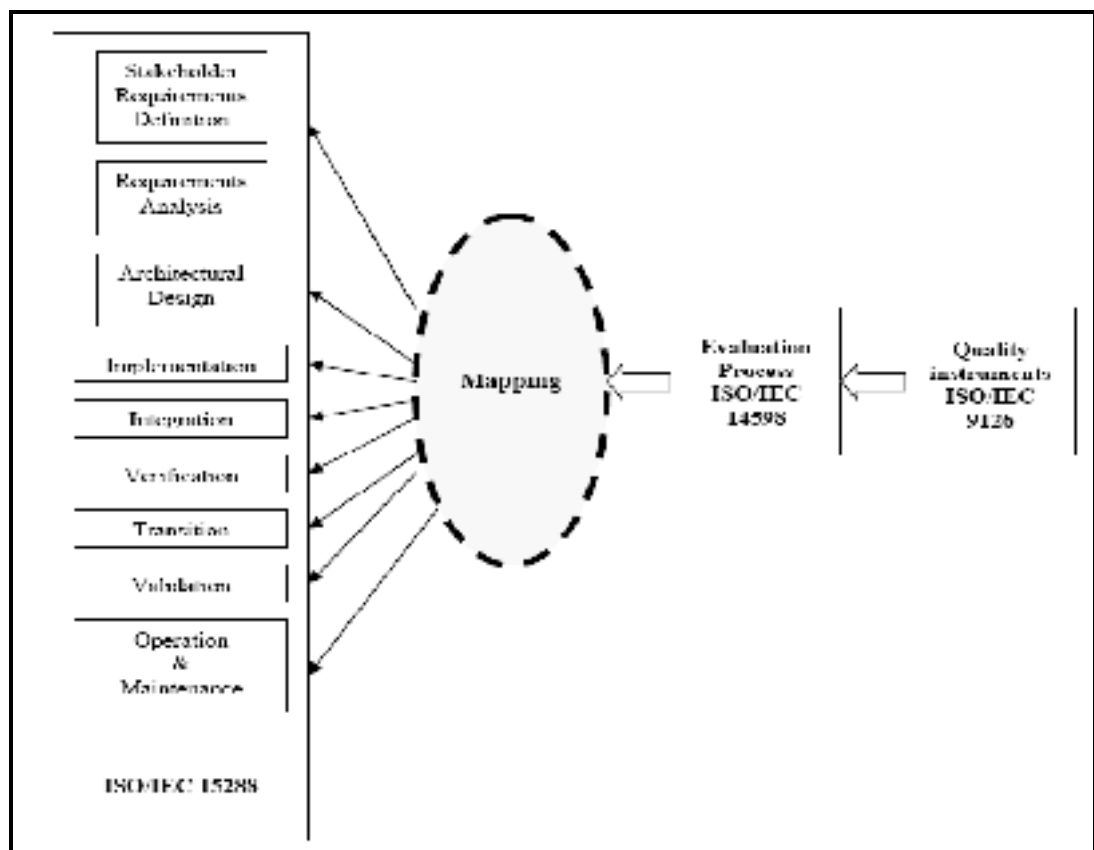 Stakeholder
Requirements
Definition
Requirements
Analysis
Architectural
Design
Implementation
Integration
Verification
Transition
Validation
Operation
&
Maintenance
ISO/IEC 15288
Mapping
Evaluation
Process
ISO/IEC
14598
Quality
instruments
ISO/IEC
9126